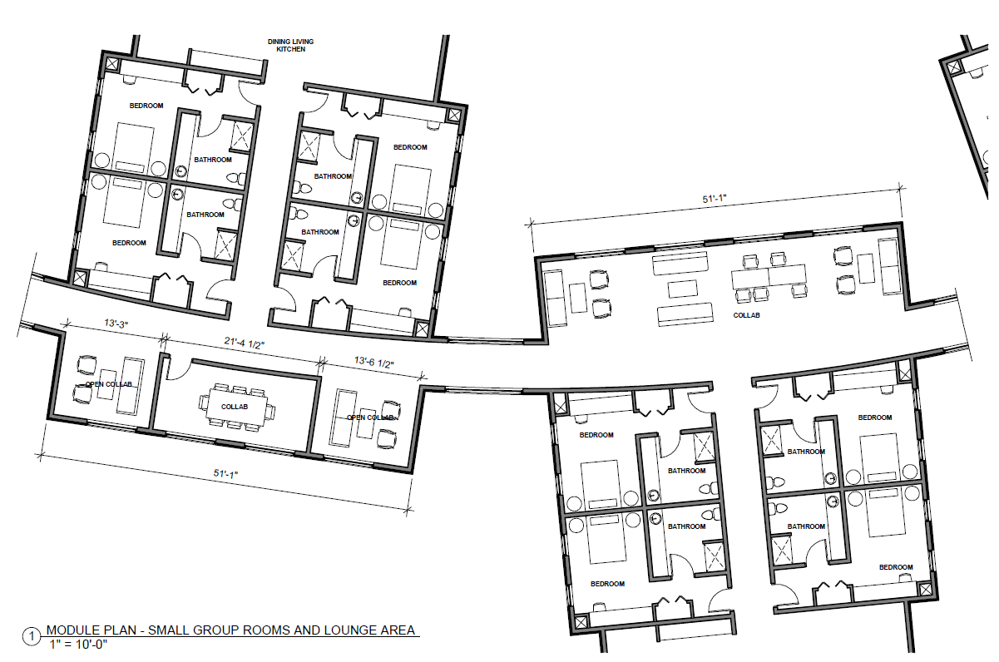 DINING LIVING
KITCHEN
BEDROOM
BATHROOM
BATHROOM
BEDROOM
BEDROOM
BATHROOM
BATHROOM
BEDROOM
51'-1"
COLLAB
13'-3"
21'-4 1/2"
13'-6 1/2"
OPEN COLLAB
COLLAB
OPEN COLLAB
51'-1"
BEDROOM
BATHROOM
BATHROOM
BEDROOM
BEDROOM
BATHROOM
BATHROOM
BEDROOM
1
MODULE PLAN - SMALL GROUP ROOMS AND LOUNGE AREA
1" = 10'-0"